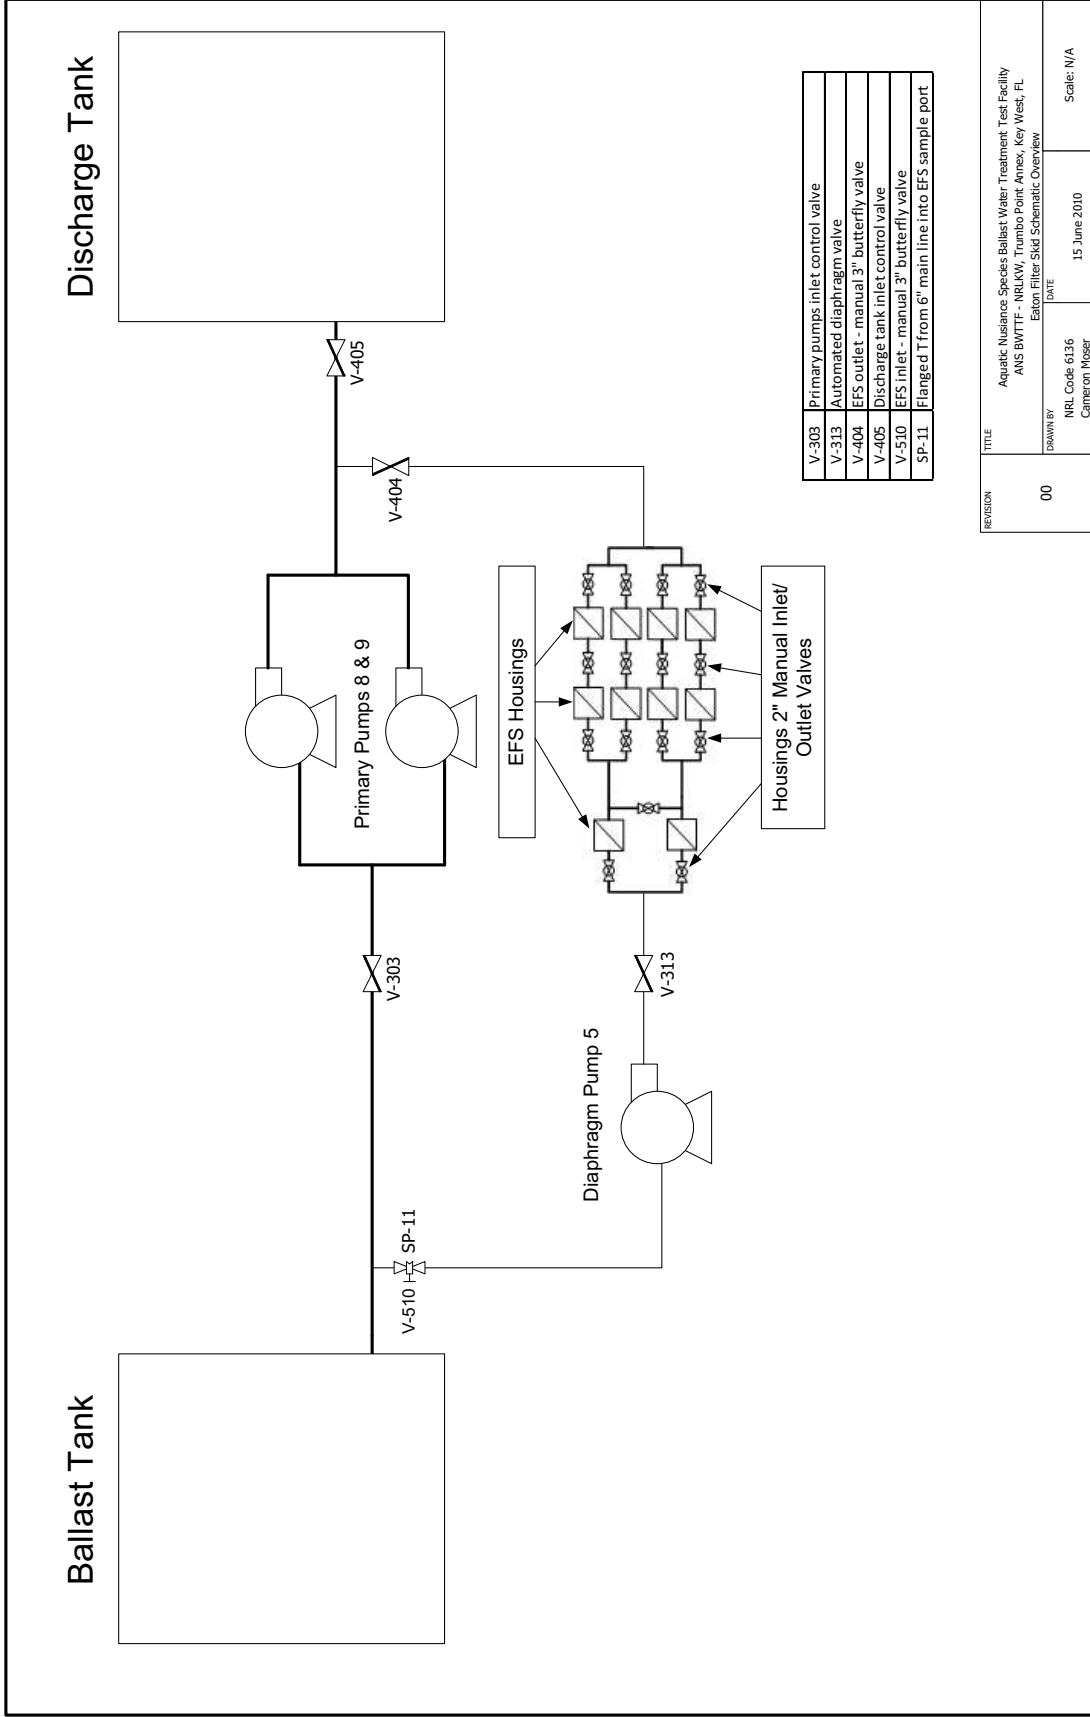 Ballast Tank
Discharge Tank
V-405
V-404
Primary Pumps 8 & 9
V-303
V-510
SP-11
Diaphragm Pump 5
V-313
EFS Housings
Housings 2" Manual Inlet/
Outlet Valves
V-303 Primary pumps inlet control valve
V-313 Automated diaphragm valve
V-404 EFS outlet - manual 3" butterfly valve
V-405 Discharge tank inlet control valve
V-510 EFS inlet - manual 3" butterfly valve
SP-11 Flanged T from 6" main line into EFS sample port
REVISION
00
TITLE
Aquatic Nusiance Species Ballast Water Treatment Test Facility
ANS BWTTF - NRLKW, Trumbo Point Annex, Key West, FL
Eaton Filter Skid Schematic Overview
DRAWN BY
NRL Code 6136
Cameron Moser
DATE
15 June 2010
Scale: N/A